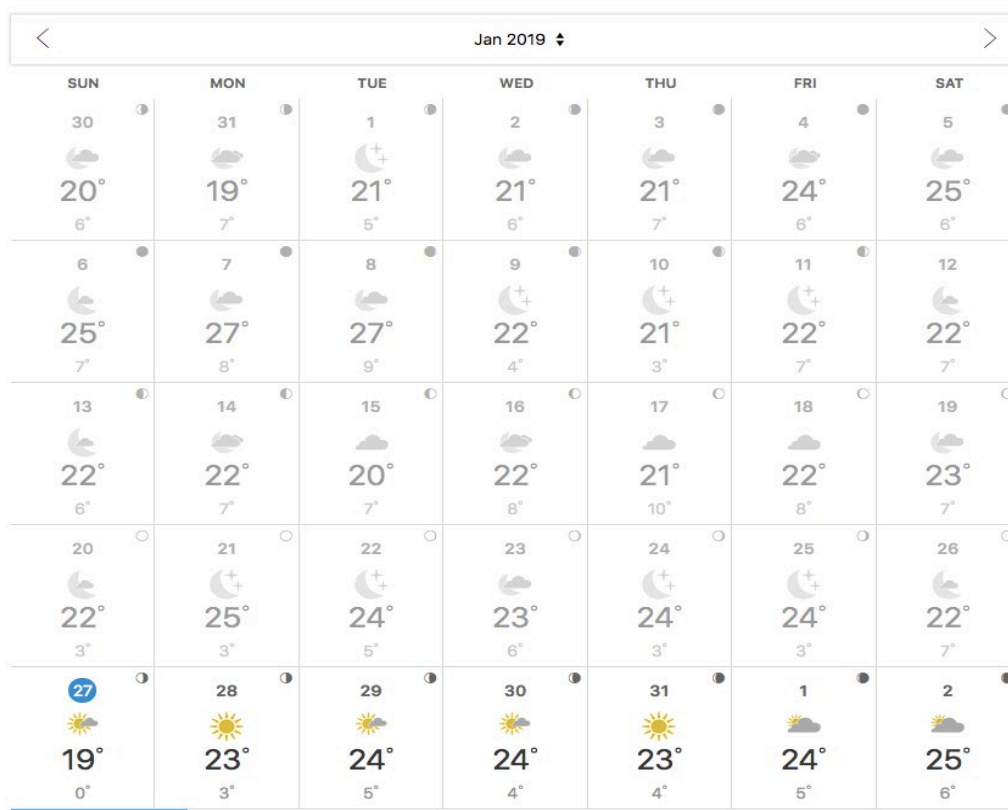 Jan 2019
SUN MON TUE WED THU FRI SAT
30 31 1 2 3 4 5
20° 19° 21° 21° 21° 24° 25°
6° 7° 5° 6° 7° 6° 6°
6 7 8 9 10 11 12
25° 27° 27° 22° 21° 22° 22°
7° 8° 9° 4° 3° 7° 7°
13 14 15 16 17 18 19
22° 22° 20° 22° 21° 22° 23°
6° 7° 7° 8° 10° 8° 7°
20 21 22 23 24 25 26
22° 25° 24° 23° 24° 24° 22°
3° 3° 5° 6° 3° 3° 7°
27 28 29 30 31 1 2
19° 23° 24° 24° 23° 24° 25°
0° 3° 5° 4° 4° 5° 6°